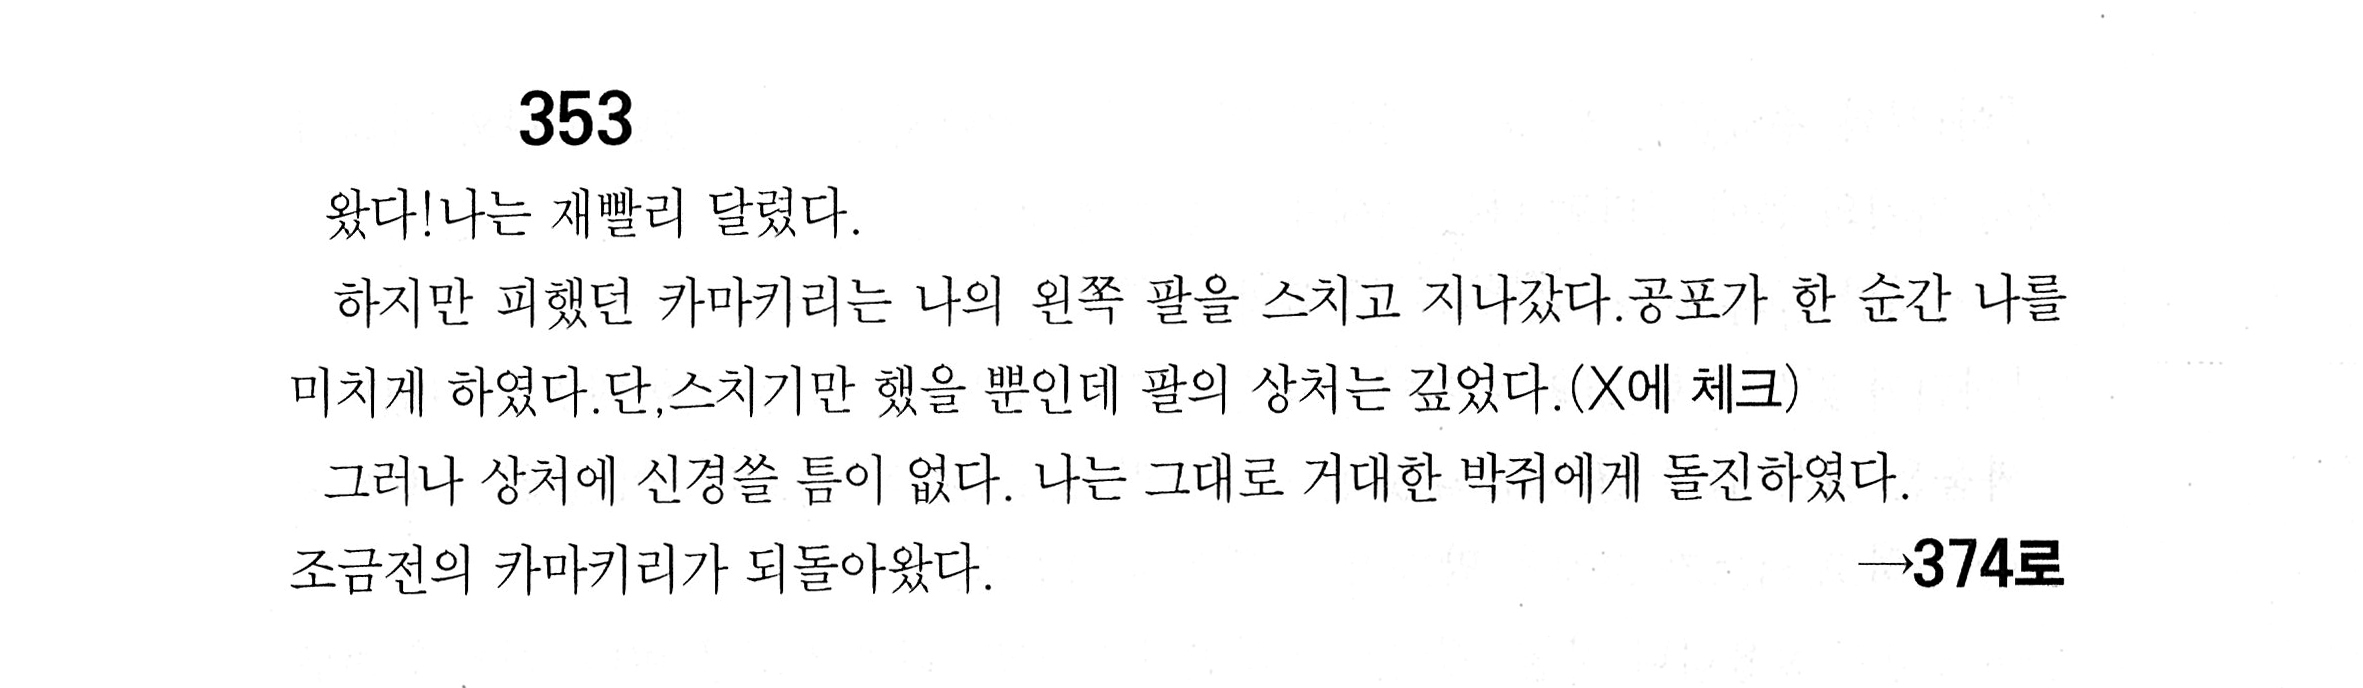 353
왔다!나는 재빨리 달렸다.
하지만 피했던 카마키리는 나의 왼쪽 팔을 스치고 지나갔다.공포가 한 순간 나를
미치게 하였다.단,스치기만 했을 뿐인데 팔의 상처는 깊었다.(X에 체크)
그러나 상처에 신경쓸 틈이 없다. 나는 그대로 거대한 박쥐에게 돌진하였다.
조금전의 카마키리가 되돌아왔다. →374로